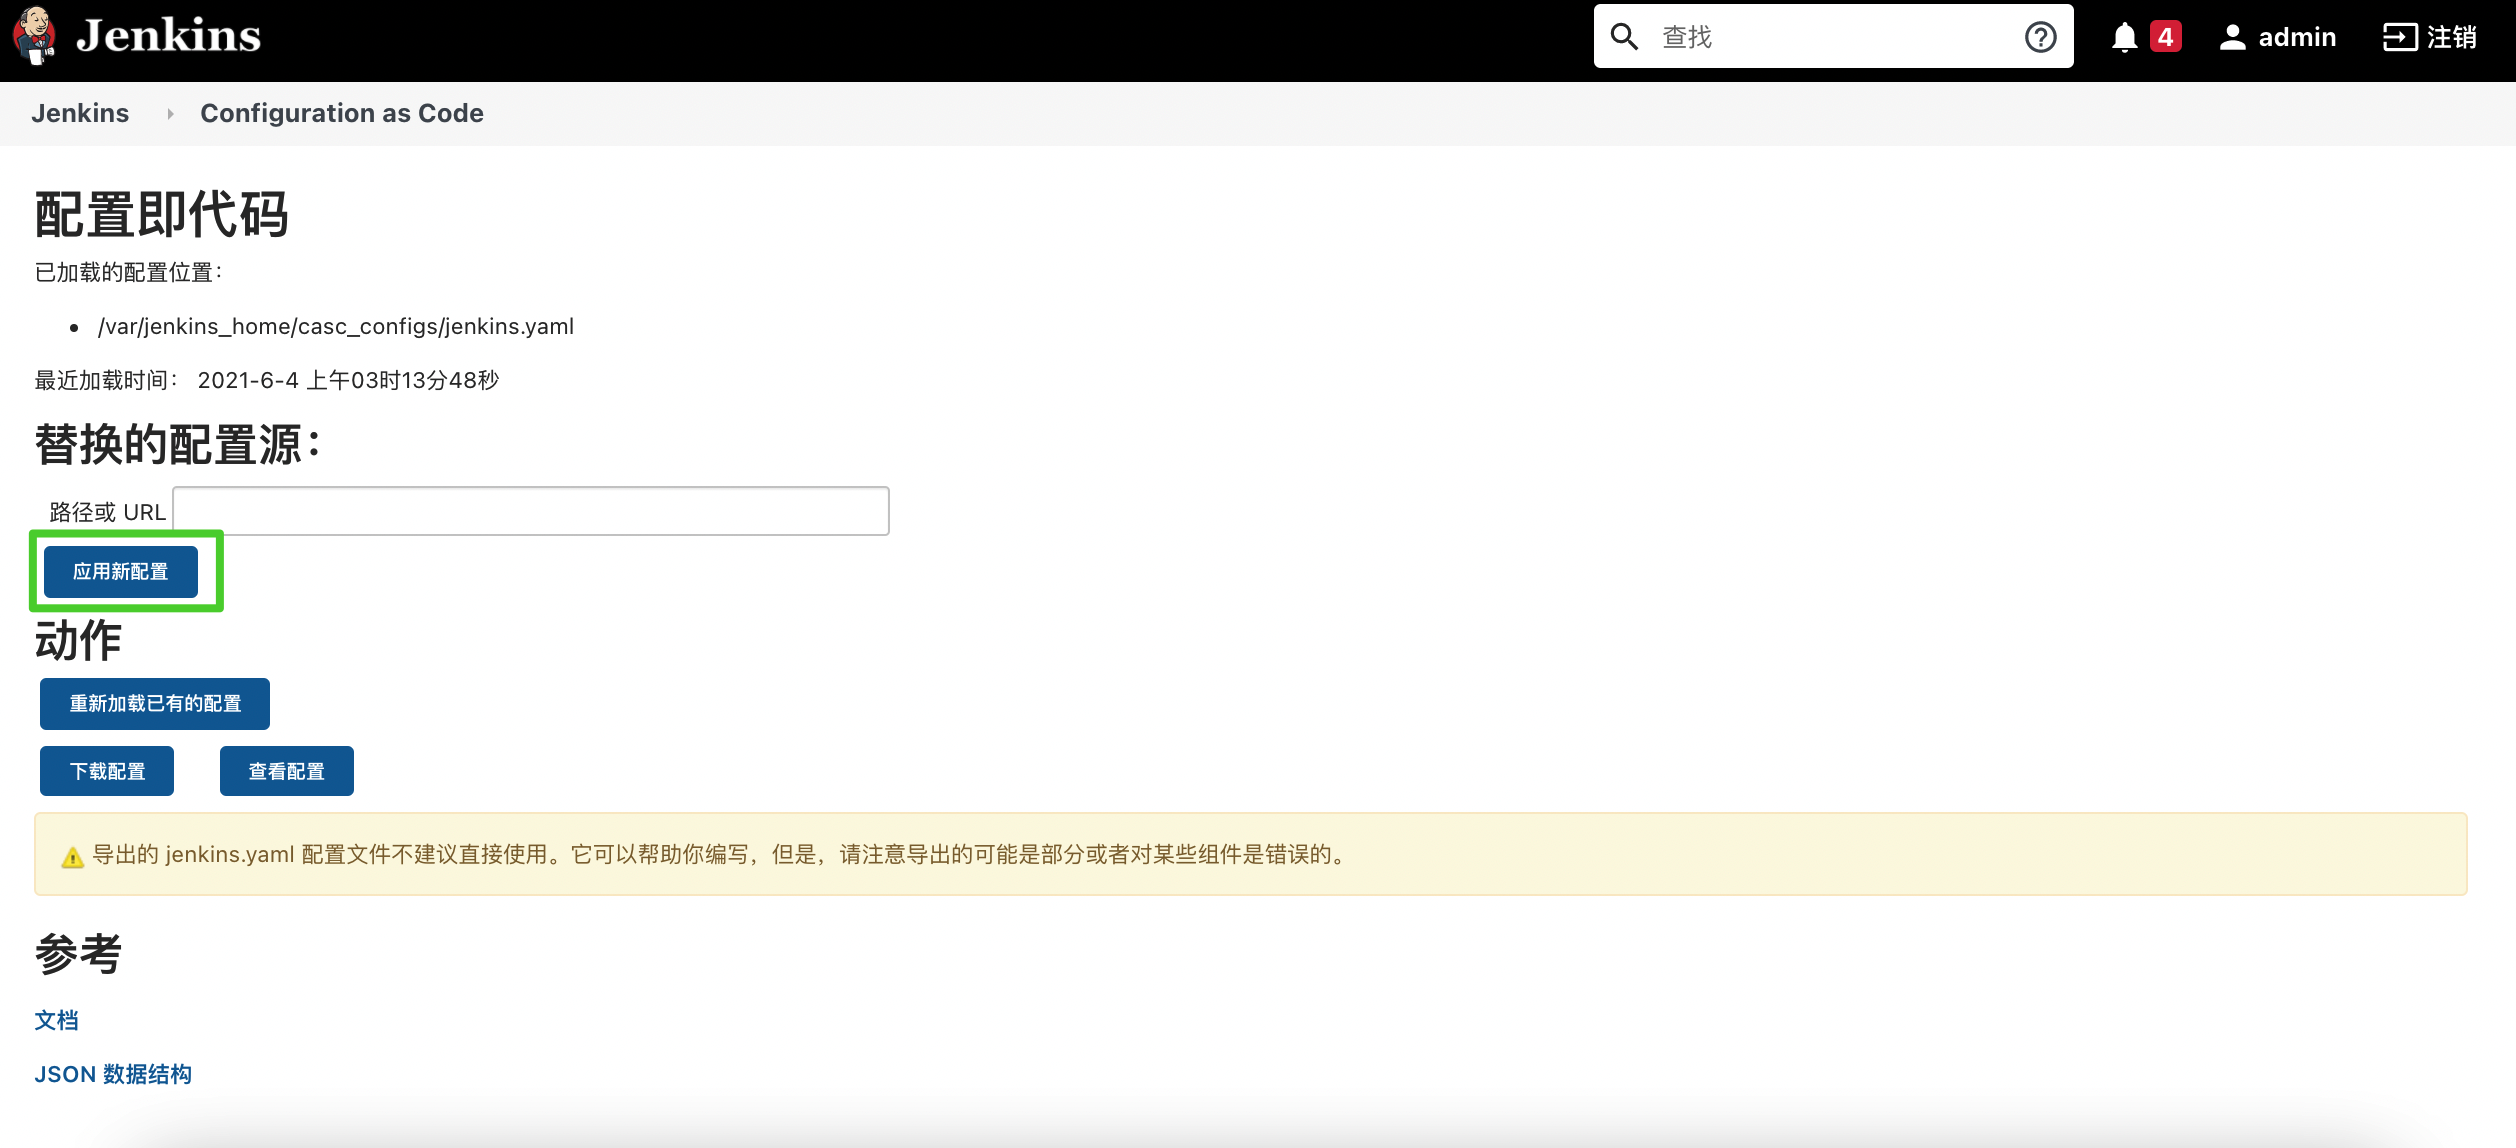 Jenkins
查找
4
admin
注销
Jenkins
Configuration as Code
配置即代码
已加载的配置位置：
/var/jenkins_home/casc_configs/jenkins.yaml
最近加载时间： 2021-6-4 上午03时13分48秒
替换的配置源：
路径或 URL
应用新配置
动作
重新加载已有的配置
下载配置
查看配置
导出的 jenkins.yaml 配置文件不建议直接使用。它可以帮助你编写，但是，请注意导出的可能是部分或者对某些组件是错误的。
参考
文档
JSON 数据结构